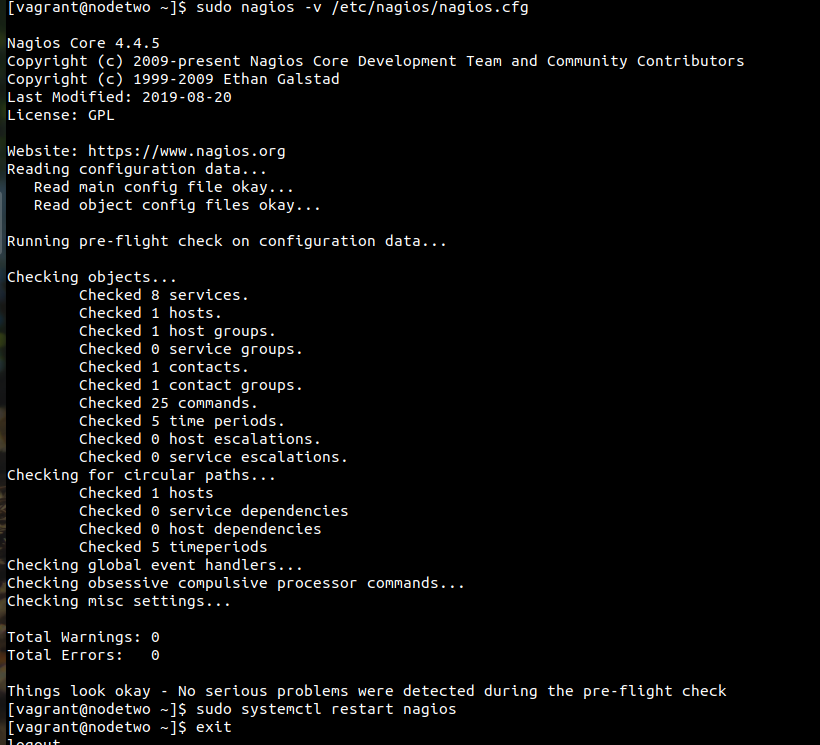 [vagrant@nodetwo ~]$ sudo nagios -v /etc/nagios/nagios.cfg
Nagios Core 4.4.5
Copyright (c) 2009-present Nagios Core Development Team and Community Contributors
Copyright (c) 1999-2009 Ethan Galstad
Last Modified: 2019-08-20
License: GPL
Website: https://www.nagios.org
Reading configuration data...
   Read main config file okay...
   Read object config files okay...
Running pre-flight check on configuration data...
Checking objects...
        Checked 8 services.
        Checked 1 hosts.
        Checked 1 host groups.
        Checked 0 service groups.
        Checked 1 contacts.
        Checked 1 contact groups.
        Checked 25 commands.
        Checked 5 time periods.
        Checked 0 host escalations.
        Checked 0 service escalations.
Checking for circular paths...
        Checked 1 hosts
        Checked 0 service dependencies
        Checked 0 host dependencies
        Checked 5 timeperiods
Checking global event handlers...
Checking obsessive compulsive processor commands...
Checking misc settings...
Total Warnings: 0
Total Errors:   0
Things look okay - No serious problems were detected during the pre-flight check
[vagrant@nodetwo ~]$ sudo systemctl restart nagios
[vagrant@nodetwo ~]$ exit
logout